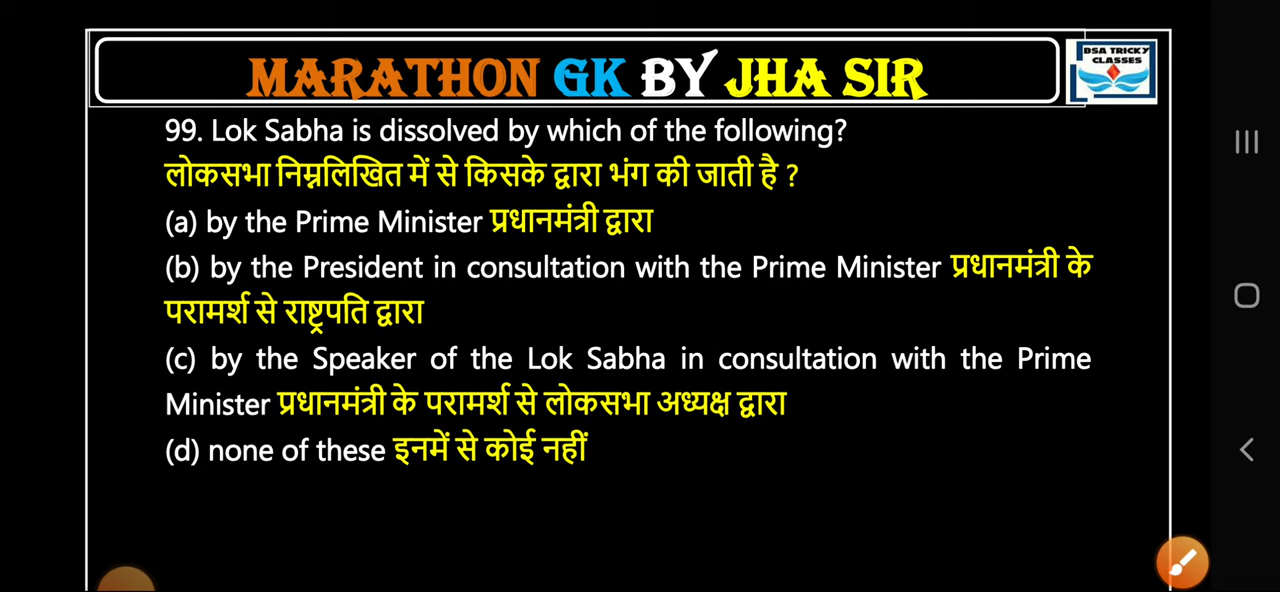 MARATHON GK BY JHA SIR
DSA TRICKY
CLASSES
99. Lok Sabha is dissolved by which of the following?
लोकसभा निम्नलिखित में से किसके द्वारा भंग की जाती है ?
(a) by the Prime Minister प्रधानमंत्री द्वारा
(b) by the President in consultation with the Prime Minister प्रधानमंत्री के
परामर्श से राष्ट्रपति द्वारा
(c) by the Speaker of the Lok Sabha in consultation with the Prime
Minister प्रधानमंत्री के परामर्श से लोकसभा अध्यक्ष द्वारा
(d) none of these इनमें से कोई नहीं